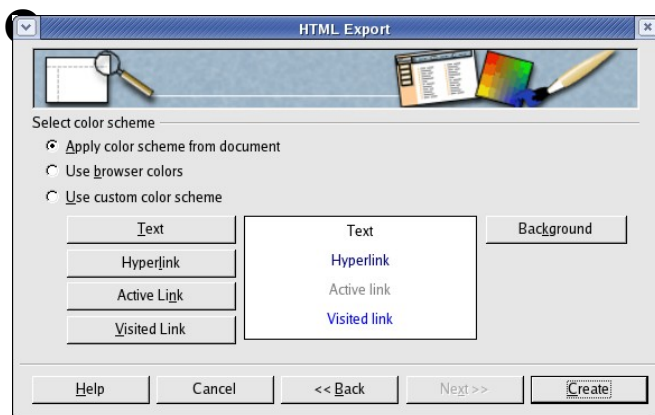 HTML Export
Select color scheme
Apply color scheme from document
Use browser colors
Use custom color scheme
Text
Text
Background
Hyperlink
Hyperlink
Active Link
Active link
Visited Link
Visited link
Help
Cancel
<< Back
Next >>
Create